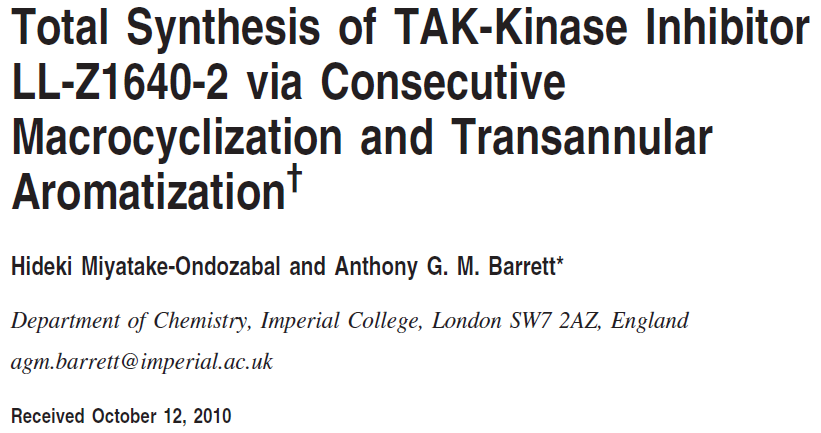 Total Synthesis of TAK-Kinase Inhibitor
LL-Z1640-2 via Consecutive
Macrocyclization and Transannular
Aromatization†
Hideki Miyatake-Ondozabal and Anthony G. M. Barrett*
Department of Chemistry, Imperial College, London SW7 2AZ, England
agm.barrett@imperial.ac.uk
Received October 12, 2010